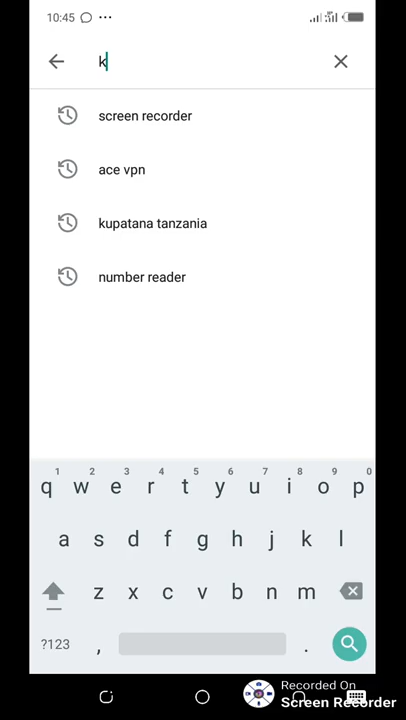 10:45
k
screen recorder
ace vpn
kupatana tanzania
number reader
1 2 3 4 5 6 7 8 9 0
q w e r t y u i o p
a s d f g h j k l
z x c v b n m
?123 , .
Recorded On
Screen Recorder